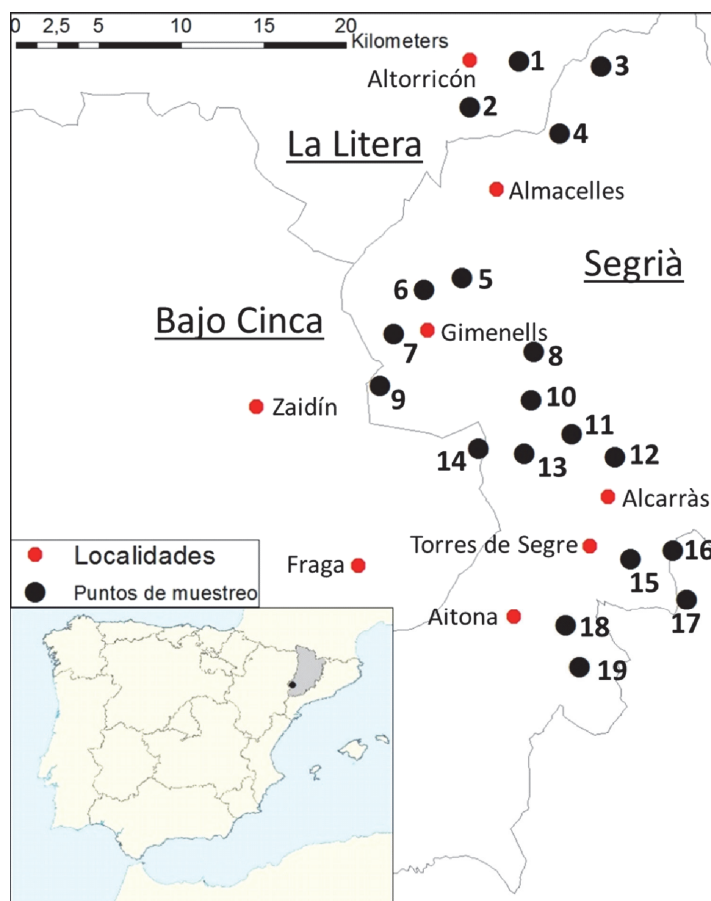 0 2,5 5 10 15 20
Kilometers
1
3
Altorricón
2
4
La Litera
Almacelles
Segrià
5
6
Bajo Cinca
Gimenells
7
8
9
Zaidín
10
11
14
13
12
Alcarràs
Localidades
Torres de Segre
16
Fraga
15
Puntos de muestreo
17
Aitona
18
19